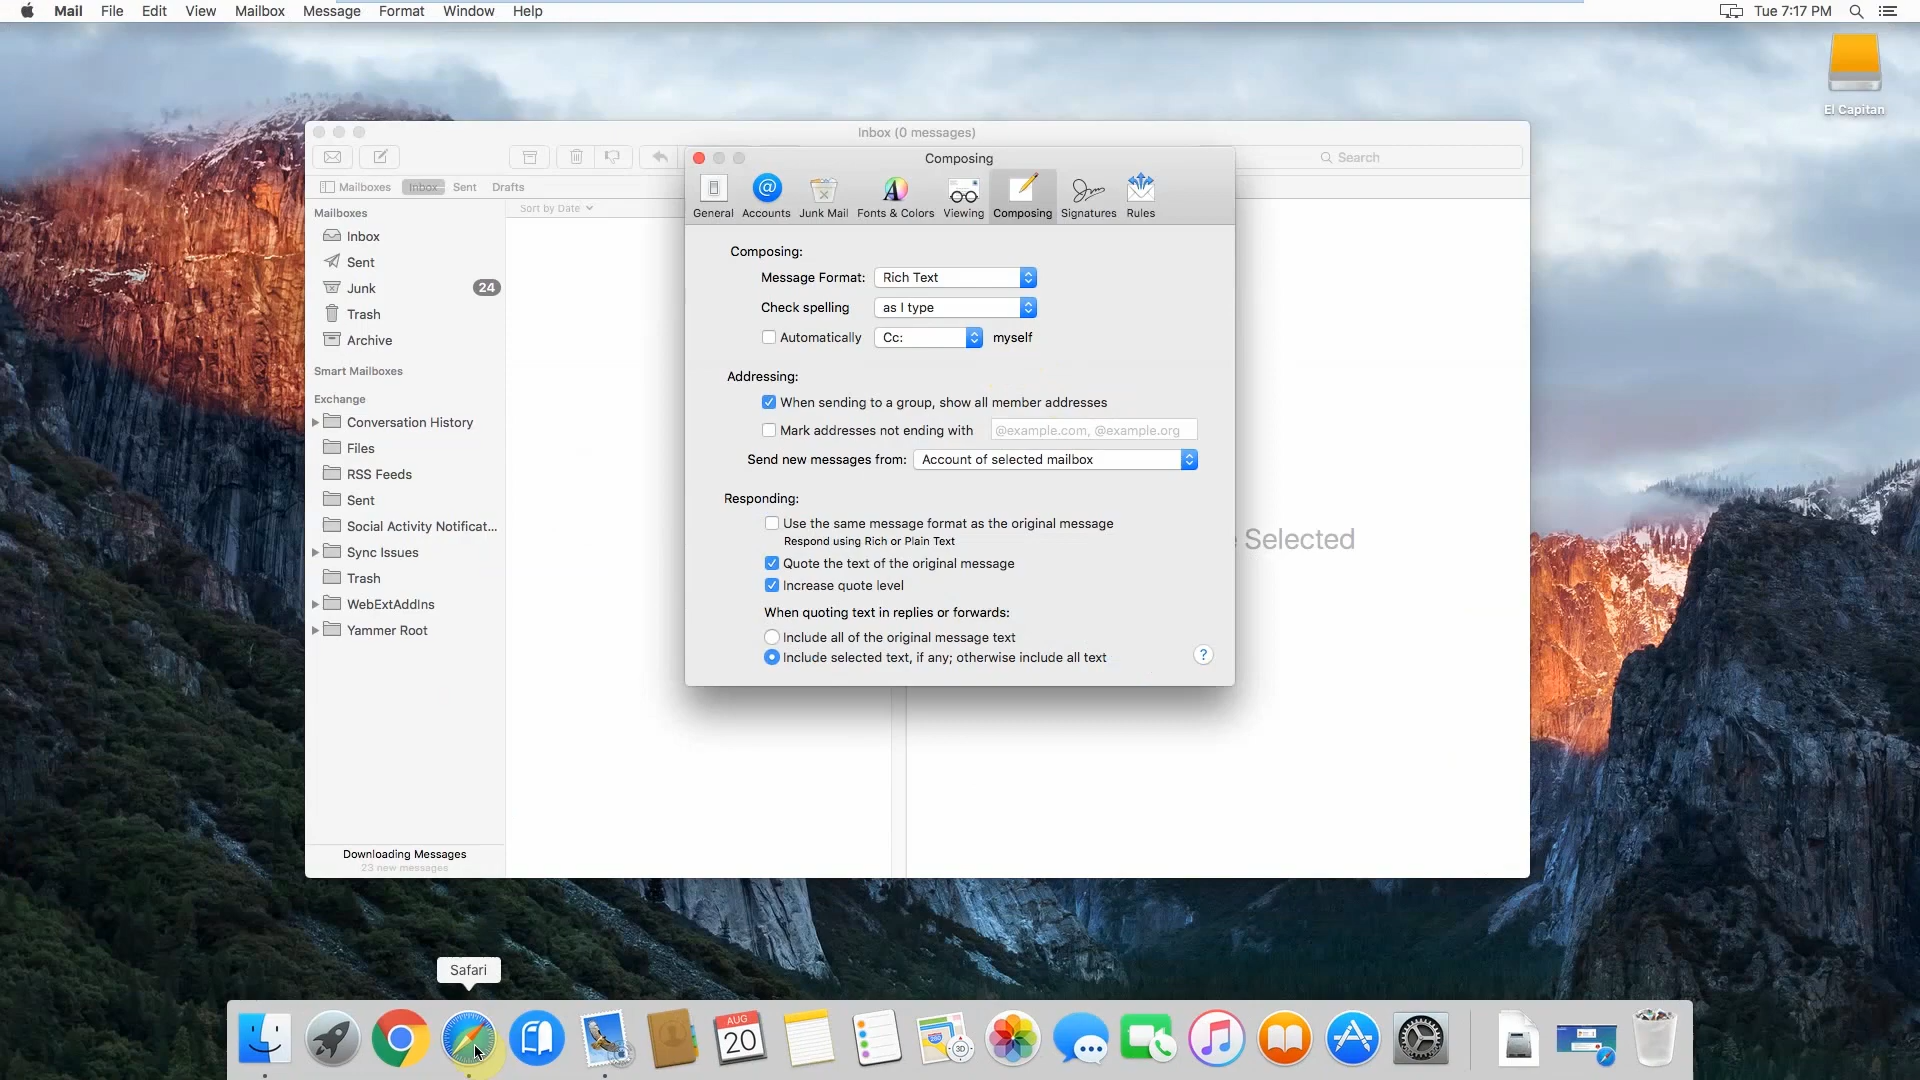 Mail File Edit View Mailbox Message Format Window Help
Tue 7:17 PM
El Capitan
Inbox (0 messages)
Search
Mailboxes Inbox Sent Drafts
Sort by Date
Mailboxes
Inbox
Sent
Junk 24
Trash
Archive
Smart Mailboxes
Exchange
Conversation History
Files
RSS Feeds
Sent
Social Activity Notificat...
Sync Issues
Trash
WebExtAddIns
Yammer Root
Downloading Messages
23 new messages
Selected
Composing
General Accounts Junk Mail Fonts & Colors Viewing Composing Signatures Rules
Composing:
Message Format: Rich Text
Check spelling as I type
Automatically Cc: myself
Addressing:
When sending to a group, show all member addresses
Mark addresses not ending with @example.com, @example.org
Send new messages from: Account of selected mailbox
Responding:
Use the same message format as the original message
Respond using Rich or Plain Text
Quote the text of the original message
Increase quote level
When quoting text in replies or forwards:
Include all of the original message text
Include selected text, if any; otherwise include all text
?
Safari
AUG
20
3D